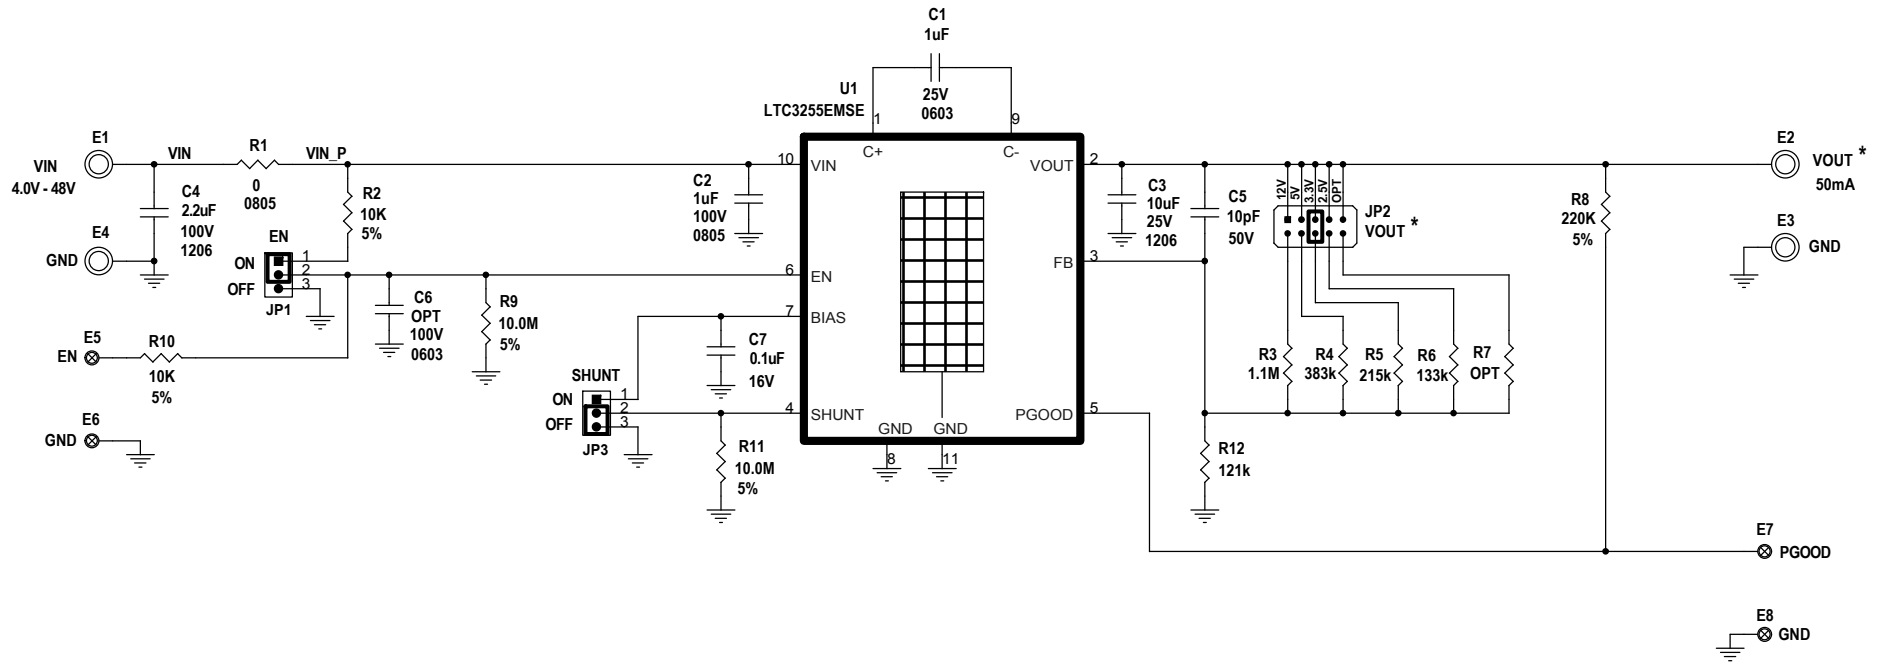 C1
1uF
25V
0603
U1
LTC3255EMSE
1
9
C+
C-
E1
VIN
4.0V - 48V
VIN
R1
0
0805
VIN_P
C4
2.2uF
100V
1206
E4
GND
R2
10K
5%
EN
ON
OFF
1
2
3
JP1
C2
1uF
100V
0805
10
VIN
6
EN
7
BIAS
4
SHUNT
GND
GND
8
11
VOUT
2
FB
3
PGOOD
5
C6
OPT
100V
0603
R9
10.0M
5%
E5
EN
R10
10K
5%
E6
GND
C7
0.1uF
16V
SHUNT
ON
OFF
1
2
3
JP3
R11
10.0M
5%
C3
10uF
25V
1206
C5
10pF
50V
12V
5V
3.3V
2.5V
OPT
JP2
VOUT *
R8
220K
5%
E2
VOUT *
50mA
E3
GND
R3
1.1M
R4
383k
R5
215k
R6
133k
R7
OPT
R12
121k
E7
PGOOD
E8
GND